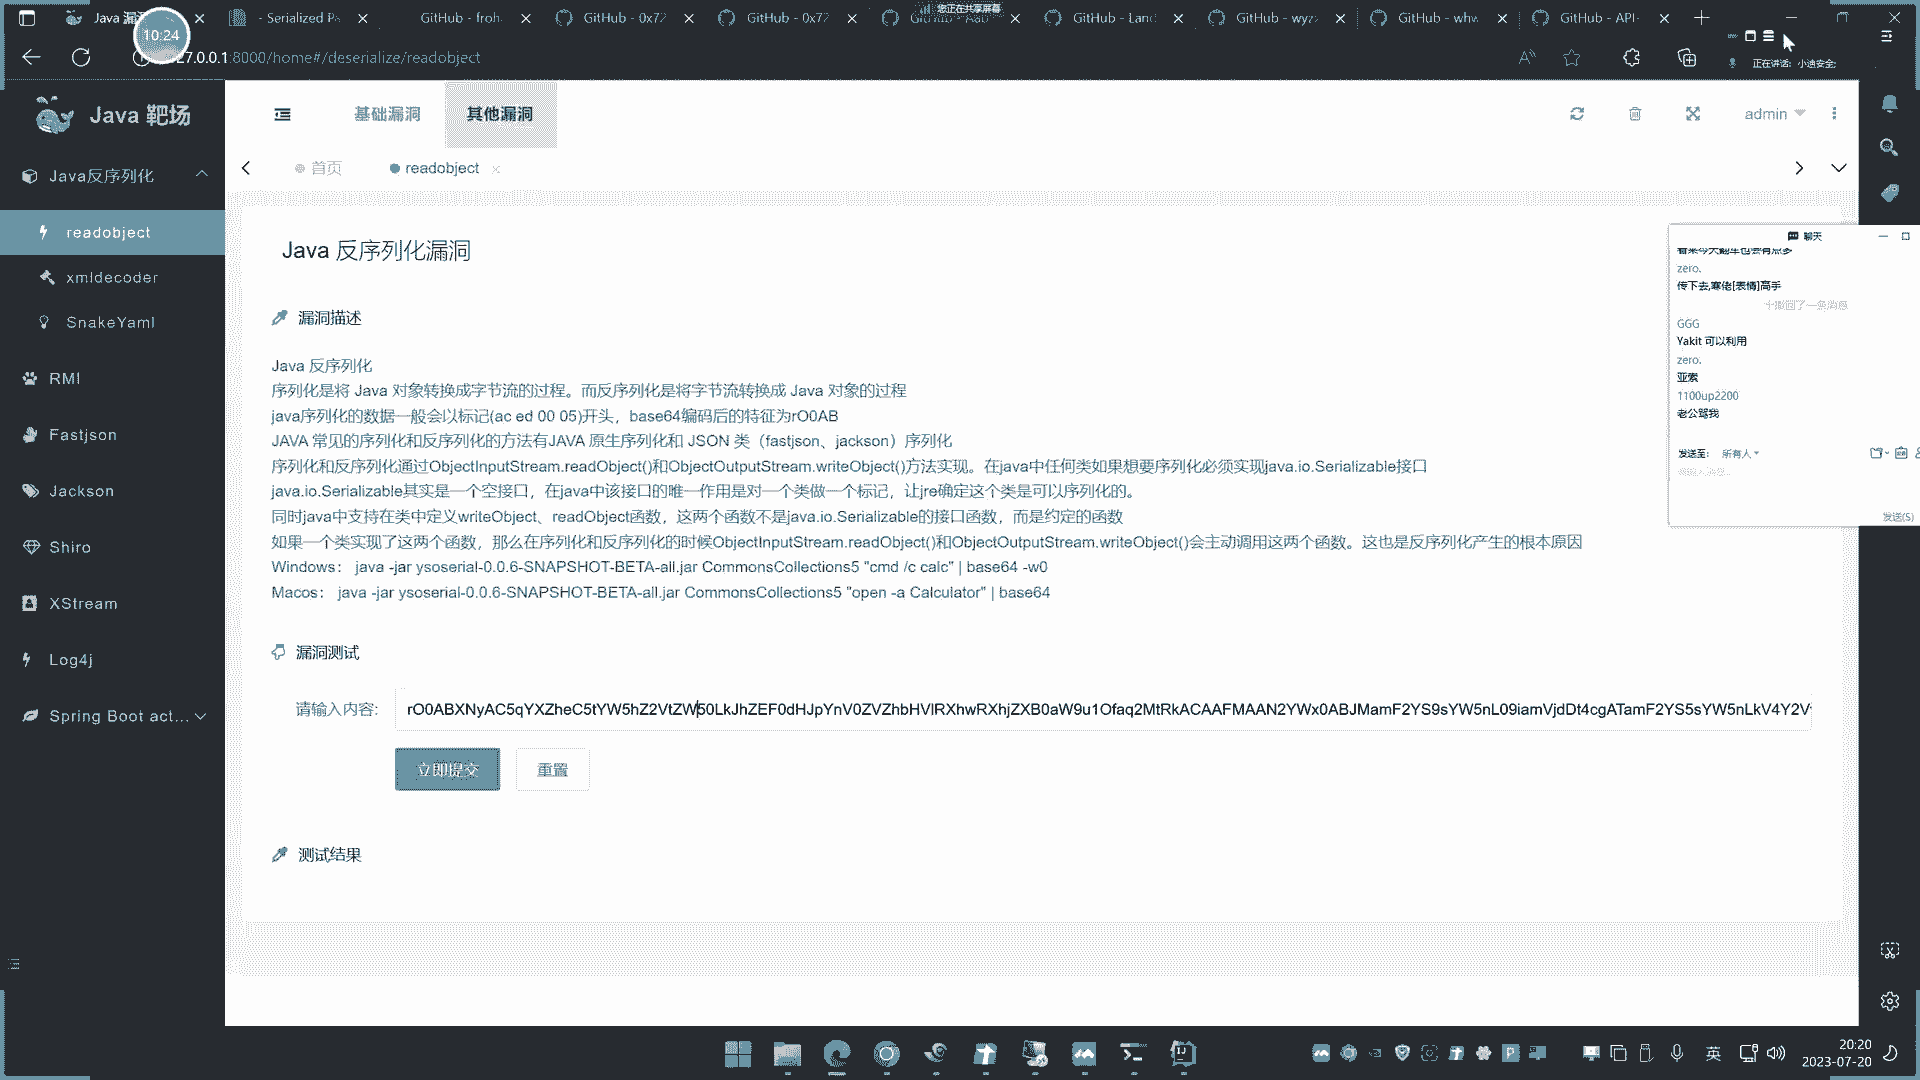 10:24
- Serialized Pa
GitHub - froh
GitHub - 0x72
GitHub - 0x72
GitHub - Lanc
GitHub - wyz
GitHub - whw
GitHub - API-
您正在共享屏幕
27.0.0.1:8000/home#/deserialize/readobject
正在讲话: 小迪安全;
Java 靶场
基础漏洞
其他漏洞
admin
首页
readobject
Java反序列化
readobject
xmldecoder
SnakeYaml
RMI
Fastjson
Jackson
Shiro
XStream
Log4j
Spring Boot act...
Java 反序列化漏洞
漏洞描述
Java 反序列化
序列化是将 Java 对象转换成字节流的过程。而反序列化是将字节流转换成 Java 对象的过程
java序列化的数据一般会以标记(ac ed 00 05)开头，base64编码后的特征为rO0AB
JAVA 常见的序列化和反序列化的方法有JAVA 原生序列化和 JSON 类（fastjson、jackson）序列化
序列化和反序列化通过ObjectInputStream.readObject()和ObjectOutputStream.writeObject()方法实现。在java中任何类如果想要序列化必须实现java.io.Serializable接口
java.io.Serializable其实是一个空接口，在java中该接口的唯一作用是对一个类做一个标记，让jre确定这个类是可以序列化的。
同时java中支持在类中定义writeObject、readObject函数，这两个函数不是java.io.Serializable的接口函数，而是约定的函数
如果一个类实现了这两个函数，那么在序列化和反序列化的时候ObjectInputStream.readObject()和ObjectOutputStream.writeObject()会主动调用这两个函数。这也是反序列化产生的根本原因
Windows： java -jar ysoserial-0.0.6-SNAPSHOT-BETA-all.jar CommonsCollections5 "cmd /c calc" | base64 -w0
Macos： java -jar ysoserial-0.0.6-SNAPSHOT-BETA-all.jar CommonsCollections5 "open -a Calculator" | base64
漏洞测试
请输入内容:
rO0ABXNyAC5qYXZheC5tYW5hZ2VtZW50LkJhZEF0dHJpYnV0ZVZhbHVlRXhwRXhjZXB0aW9u1Ofaq2MtRkACAAFMAAN2YWx0ABJMamF2YS9sYW5nL09iamVjdDt4cgATamF2YS5sYW5nLkV4Y2V
立即提交
重置
测试结果
聊天
看来今天翻车也会有点多
zero.
传下去,寒佬[表情]高手
GGG
Yakit 可以利用
zero.
亚索
1100up2200
老公骂我
发送至: 所有人
发送(S)
英
20:20
2023-07-20